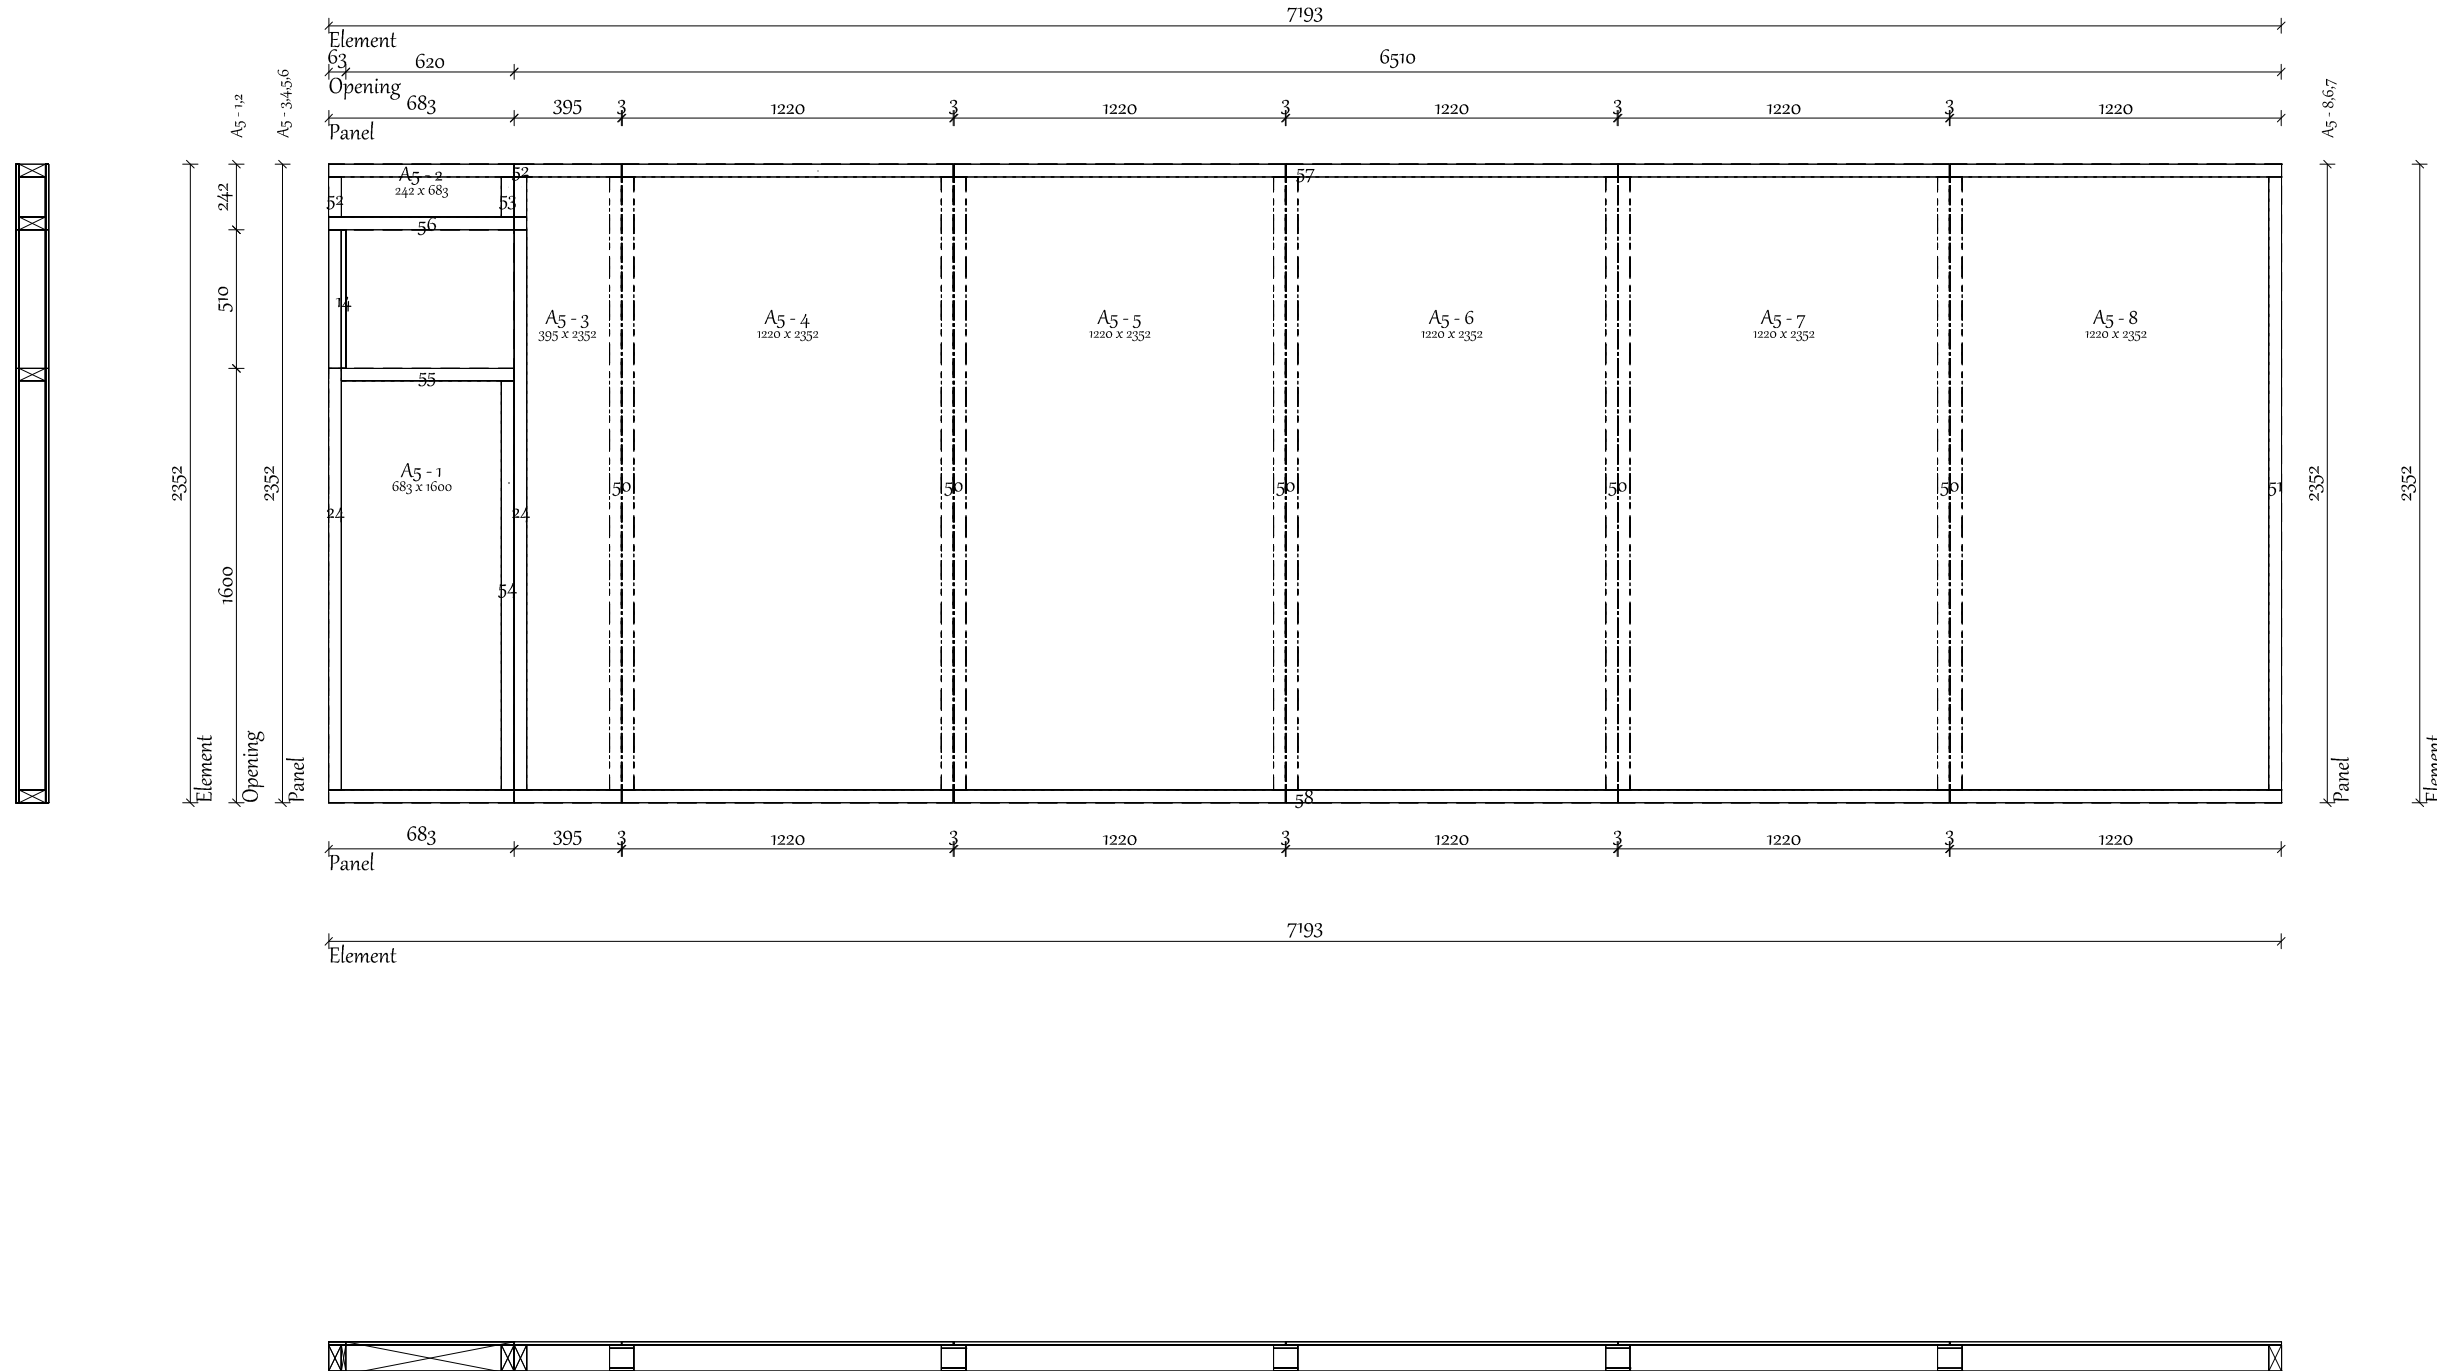 7193
Element
63 620 6510
Opening
683 395 3 1220 3 1220 3 1220 3 1220 3 1220
Panel
A5 - 1,2
A5 - 3,4,5,6
A5 - 8,6,7
A5 - 2
242 x 683
52
57
52
53
56
242
510
1600
2352
2352
2352
2352
14
A5 - 3
395 x 2352
A5 - 4
1220 x 2352
A5 - 5
1220 x 2352
A5 - 6
1220 x 2352
A5 - 7
1220 x 2352
A5 - 8
1220 x 2352
55
A5 - 1
683 x 1600
50 50 50 50 50 51
24 24
54
Element
Opening
Panel
Panel
Element
58
683 395 3 1220 3 1220 3 1220 3 1220 3 1220
Panel
7193
Element